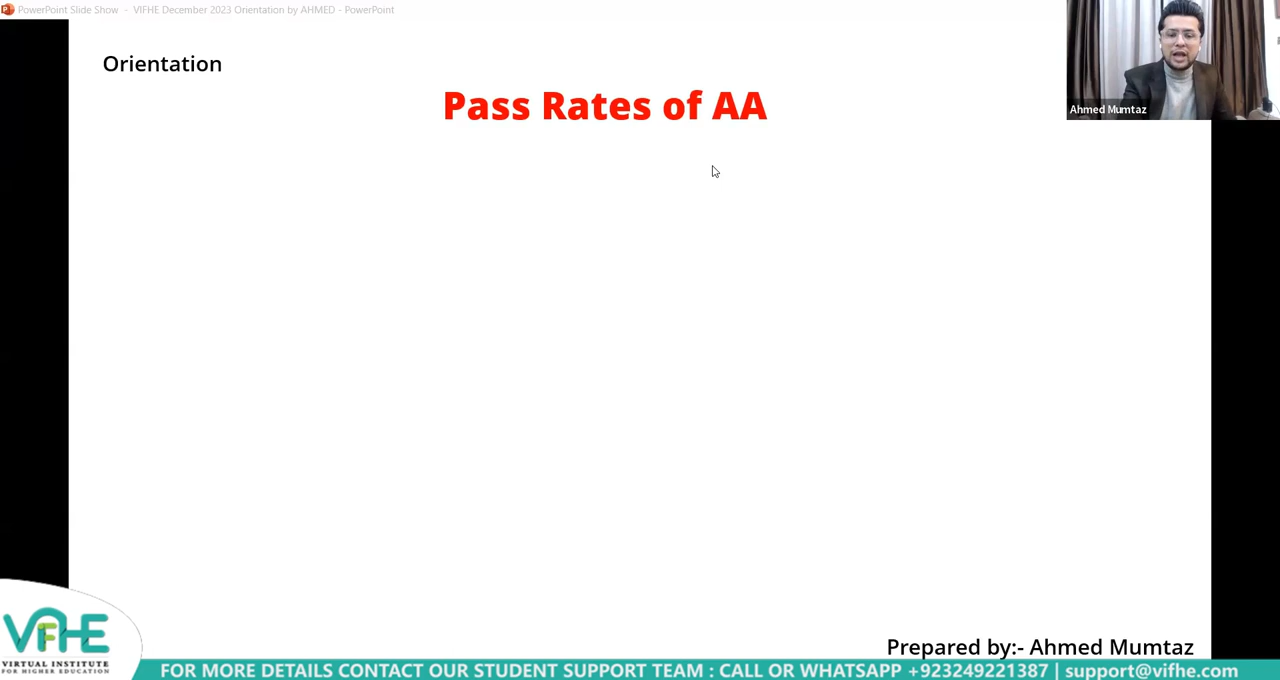 PowerPoint Slide Show - VIFHE December 2023 Orientation by AHMED - PowerPoint
Orientation
Pass Rates of AA
Ahmed Mumtaz
Prepared by:- Ahmed Mumtaz
VIFHE
VIRTUAL INSTITUTE
FOR HIGHER EDUCATION
FOR MORE DETAILS CONTACT OUR STUDENT SUPPORT TEAM : CALL OR WHATSAPP +923249221387 | support@vifhe.com